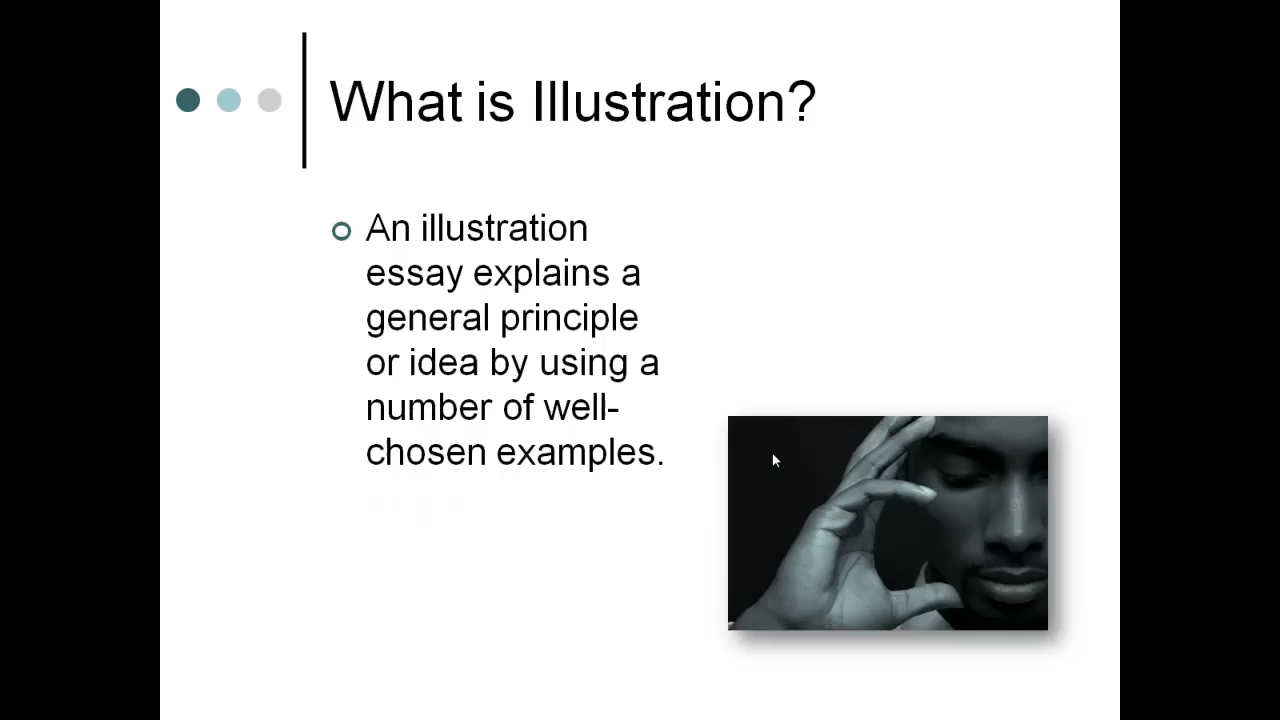 What is Illustration?
An illustration
essay explains a
general principle
or idea by using a
number of well-
chosen examples.